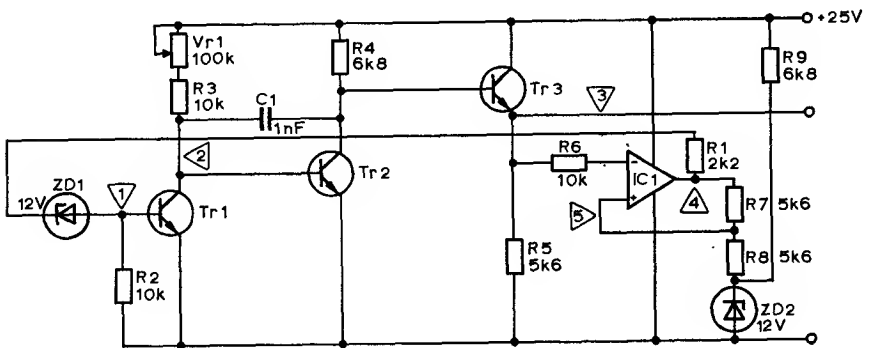 +25V
Vr1
100k
R4
6k8
R9
6k8
R3
10k
C1
1nF
Tr3
3
R1
2k2
2
R6
10k
IC1
-
+
Tr2
ZD1
12V
1
Tr1
5
4
R7 5k6
R5
5k6
R8 5k6
R2
10k
ZD2
12V